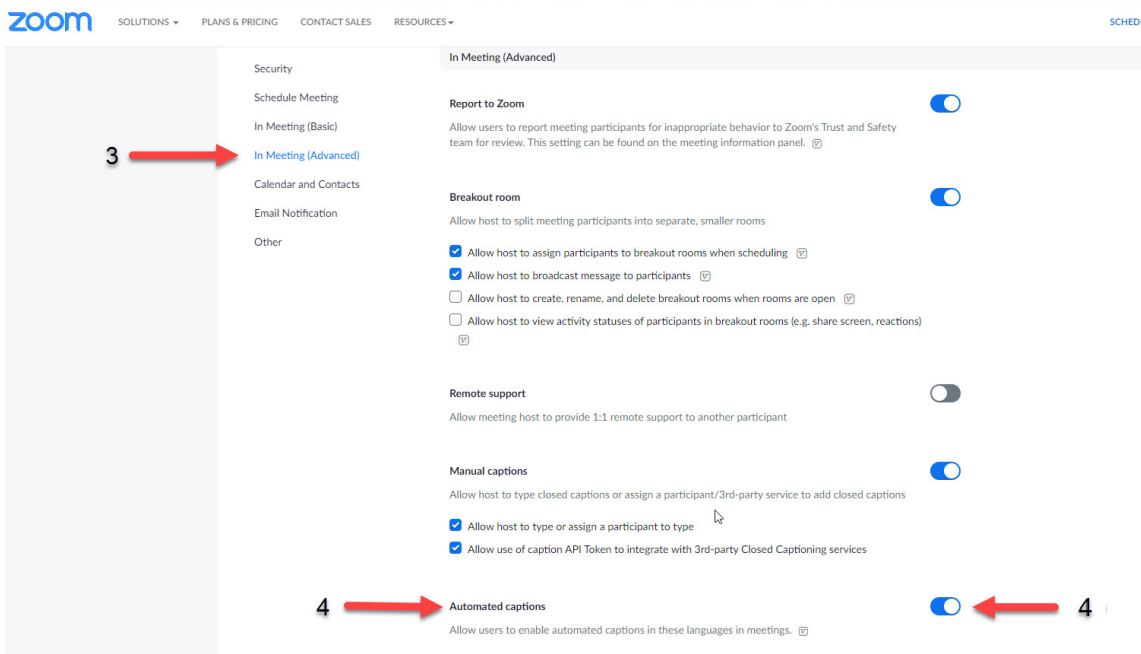 zoom
SOLUTIONS
PLANS & PRICING
CONTACT SALES
RESOURCES
Security
Schedule Meeting
In Meeting (Basic)
3
In Meeting (Advanced)
Calendar and Contacts
Email Notification
Other
In Meeting (Advanced)
Report to Zoom
Allow users to report meeting participants for inappropriate behavior to Zoom's Trust and Safety
team for review. This setting can be found on the meeting information panel.
Breakout room
Allow host to split meeting participants into separate, smaller rooms
Allow host to assign participants to breakout rooms when scheduling
Allow host to broadcast message to participants
Allow host to create, rename, and delete breakout rooms when rooms are open
Allow host to view activity statuses of participants in breakout rooms (e.g. share screen, reactions)
Remote support
Allow meeting host to provide 1:1 remote support to another participant
Manual captions
Allow host to type closed captions or assign a participant/3rd-party service to add closed captions
Allow host to type or assign a participant to type
Allow use of caption API Token to integrate with 3rd-party Closed Captioning services
4
Automated captions
4
Allow users to enable automated captions in these languages in meetings.